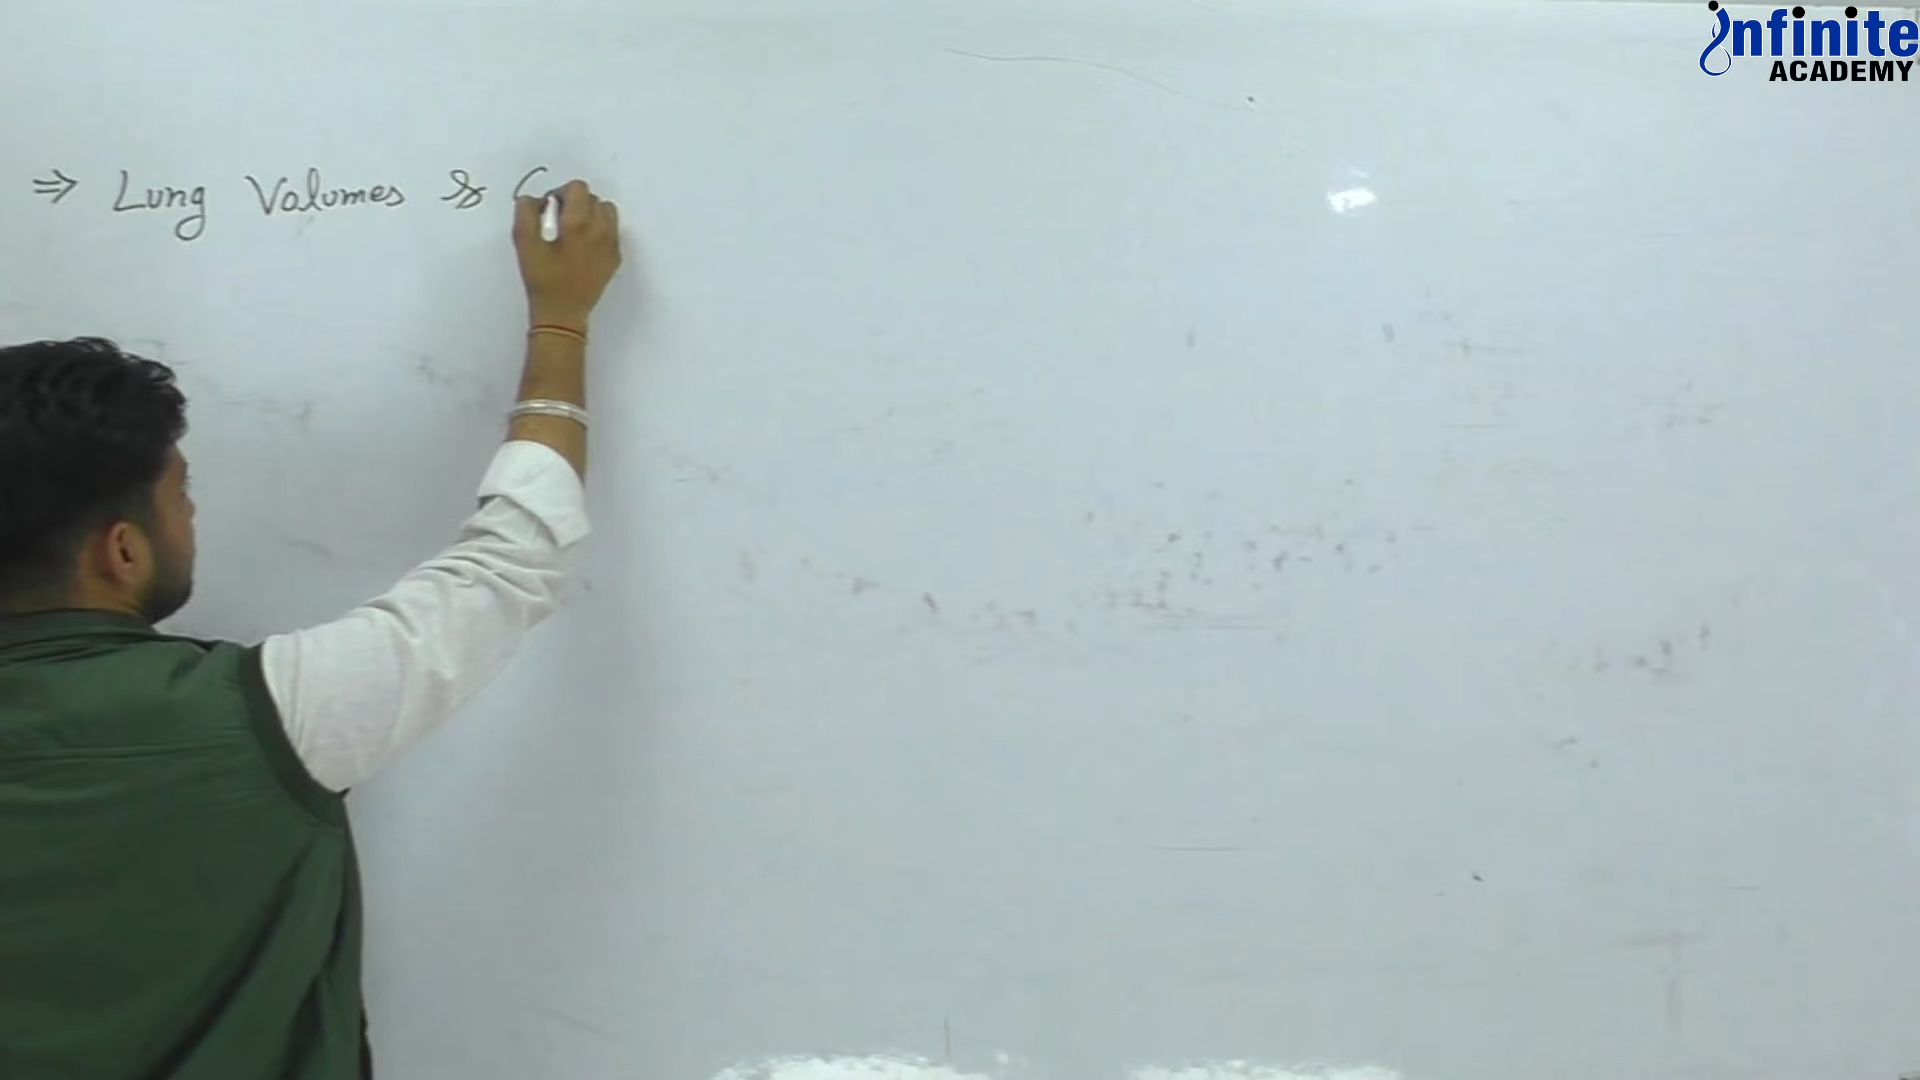 ⇒ Lung Volumes & C
infinite
ACADEMY